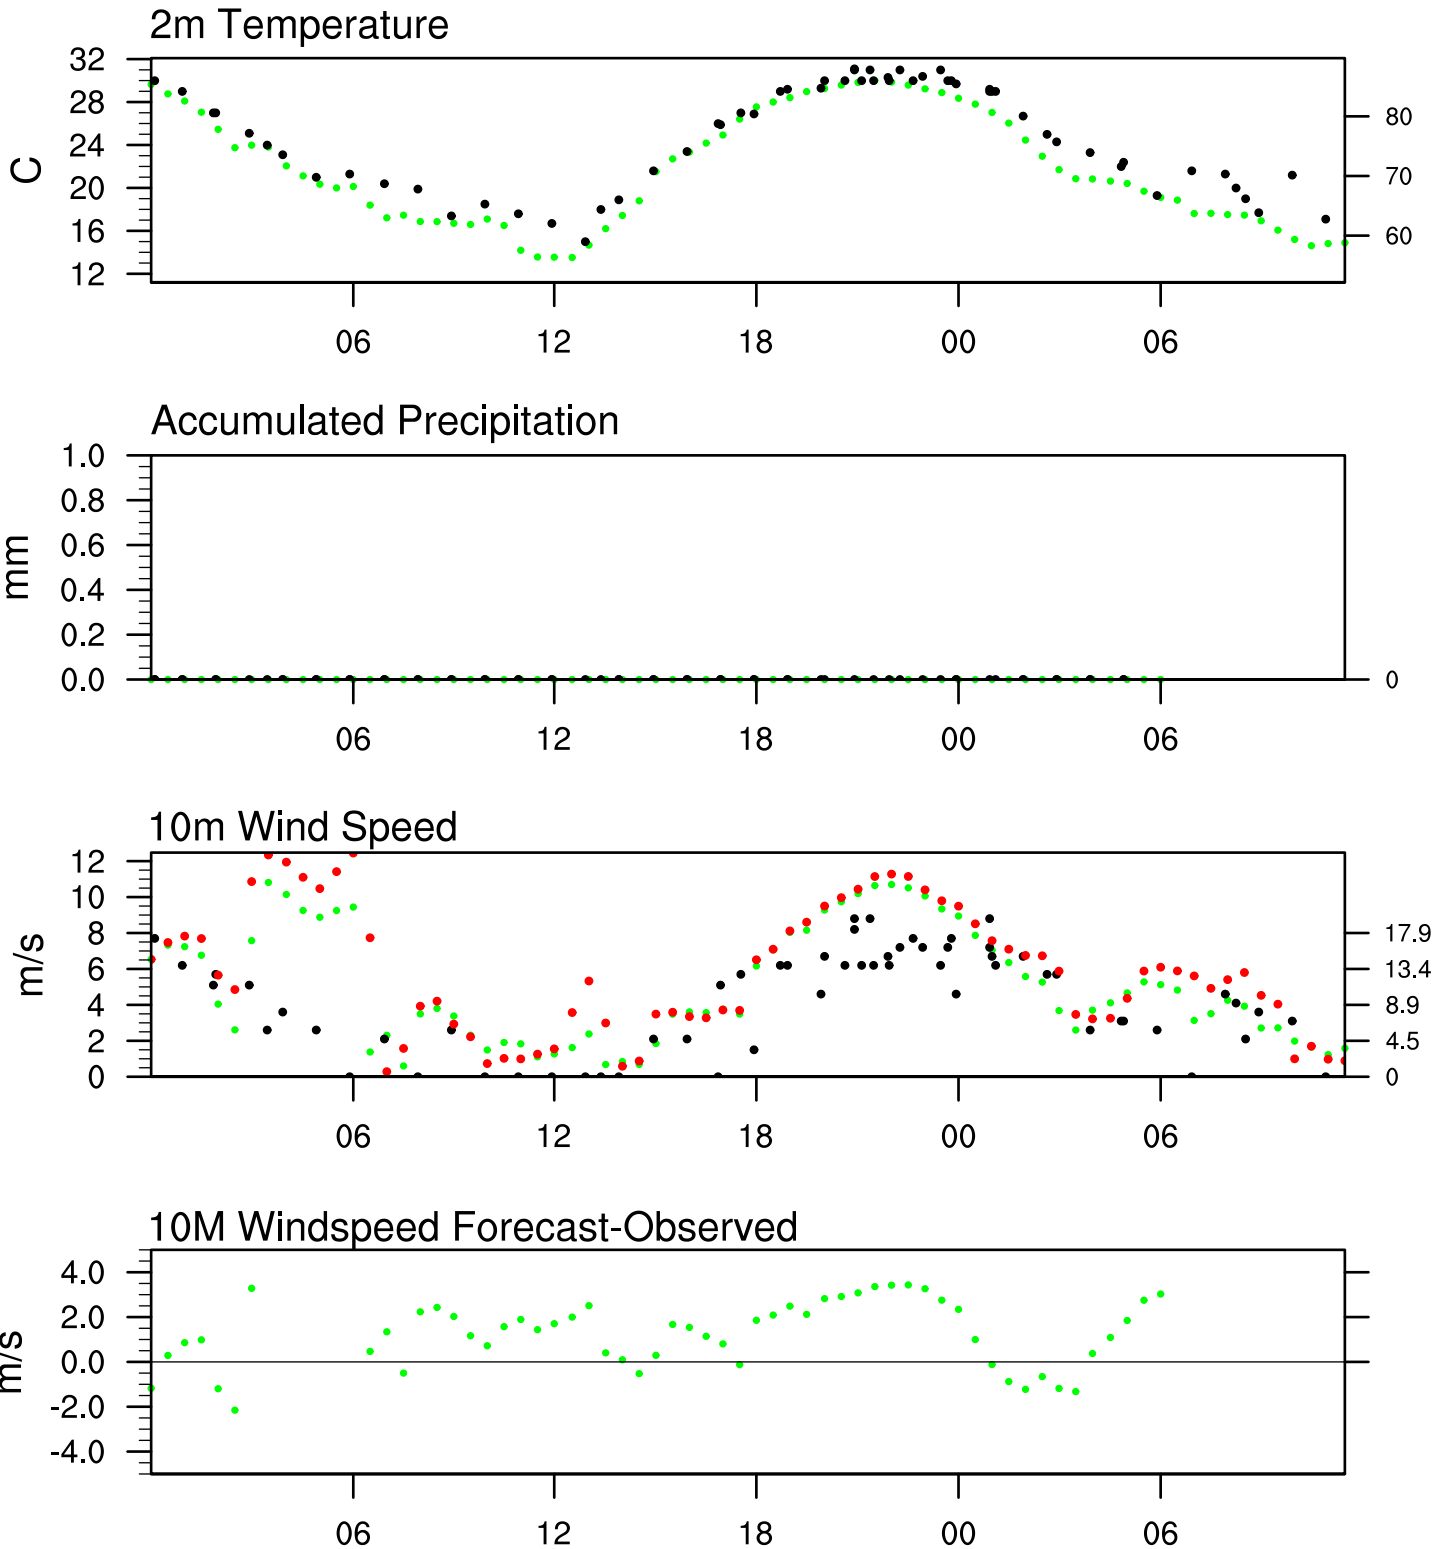 2m Temperature
32
28
24
20
16
12
C
80
70
60
06 12 18 00 06
Accumulated Precipitation
1.0
0.8
0.6
0.4
0.2
0.0
mm
0
06 12 18 00 06
10m Wind Speed
12
10
8
6
4
2
0
m/s
17.9
13.4
8.9
4.5
0
06 12 18 00 06
10M Windspeed Forecast-Observed
4.0
2.0
0.0
-2.0
-4.0
m/s
06 12 18 00 06